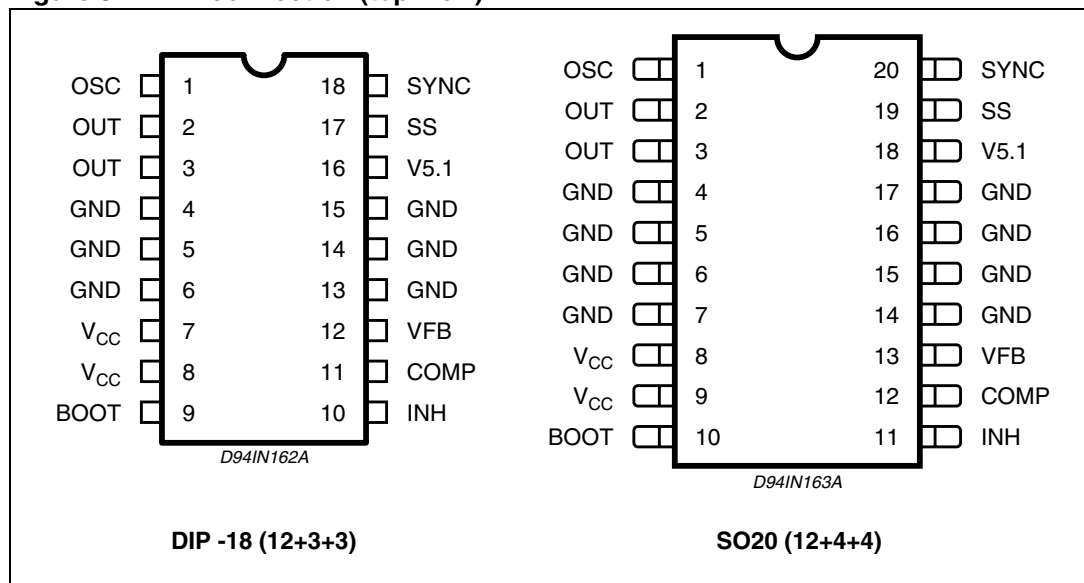 OSC 1 18 SYNC
OUT 2 17 SS
OUT 3 16 V5.1
GND 4 15 GND
GND 5 14 GND
GND 6 13 GND
VCC 7 12 VFB
VCC 8 11 COMP
BOOT 9 10 INH
D94IN162A
DIP -18 (12+3+3)
OSC 1 20 SYNC
OUT 2 19 SS
OUT 3 18 V5.1
GND 4 17 GND
GND 5 16 GND
GND 6 15 GND
GND 7 14 GND
VCC 8 13 VFB
VCC 9 12 COMP
BOOT 10 11 INH
D94IN163A
SO20 (12+4+4)